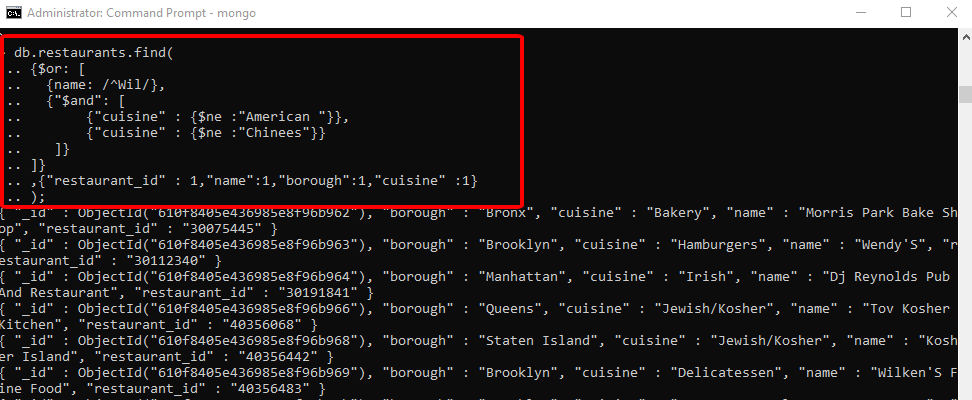 Administrator: Command Prompt - mongo
> db.restaurants.find(
.. {$or: [
..   {name: /^Wil/},
..   {"$and": [
..        {"cuisine" : {$ne :"American "}},
..        {"cuisine" : {$ne :"Chinees"}}
..    ]}
.. ]}
.. ,{"restaurant_id" : 1,"name":1,"borough":1,"cuisine" :1}
.. );
{ "_id" : ObjectId("610f8405e436985e8f96b962"), "borough" : "Bronx", "cuisine" : "Bakery", "name" : "Morris Park Bake Sh
op", "restaurant_id" : "30075445" }
{ "_id" : ObjectId("610f8405e436985e8f96b963"), "borough" : "Brooklyn", "cuisine" : "Hamburgers", "name" : "Wendy'S", "r
estaurant_id" : "30112340" }
{ "_id" : ObjectId("610f8405e436985e8f96b964"), "borough" : "Manhattan", "cuisine" : "Irish", "name" : "Dj Reynolds Pub
And Restaurant", "restaurant_id" : "30191841" }
{ "_id" : ObjectId("610f8405e436985e8f96b966"), "borough" : "Queens", "cuisine" : "Jewish/Kosher", "name" : "Tov Kosher
Kitchen", "restaurant_id" : "40356068" }
{ "_id" : ObjectId("610f8405e436985e8f96b968"), "borough" : "Staten Island", "cuisine" : "Jewish/Kosher", "name" : "Kosh
er Island", "restaurant_id" : "40356442" }
{ "_id" : ObjectId("610f8405e436985e8f96b969"), "borough" : "Brooklyn", "cuisine" : "Delicatessen", "name" : "Wilken'S F
ine Food", "restaurant_id" : "40356483" }